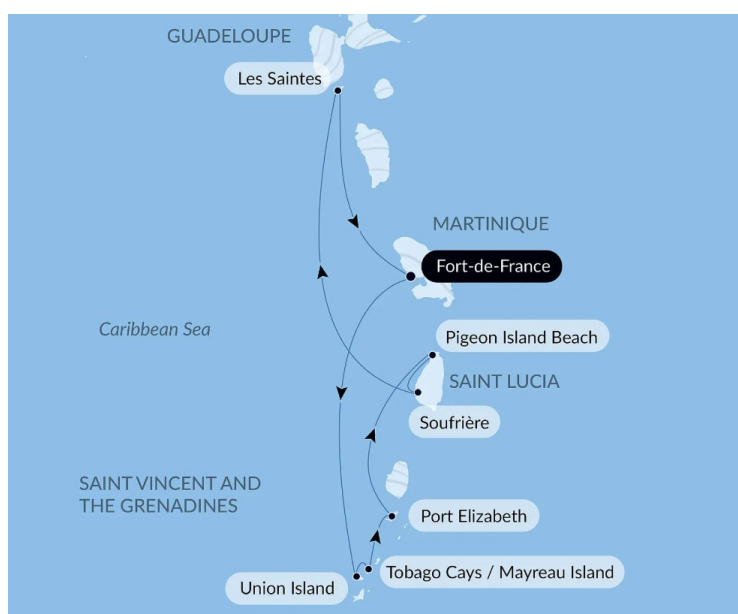 GUADELOUPE
Les Saintes
MARTINIQUE
Fort-de-France
Caribbean Sea
Pigeon Island Beach
SAINT LUCIA
Soufrière
SAINT VINCENT AND
THE GRENADINES
Port Elizabeth
Tobago Cays / Mayreau Island
Union Island